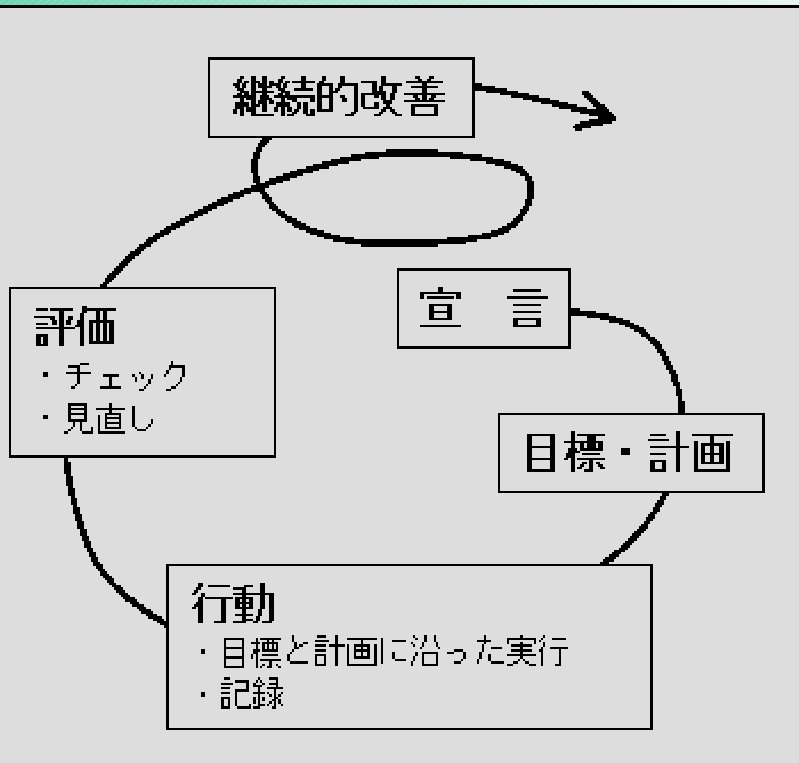 継続的改善
宣　言
評価
・チェック
・見直し
目標・計画
行動
・目標と計画に沿った実行
・記録